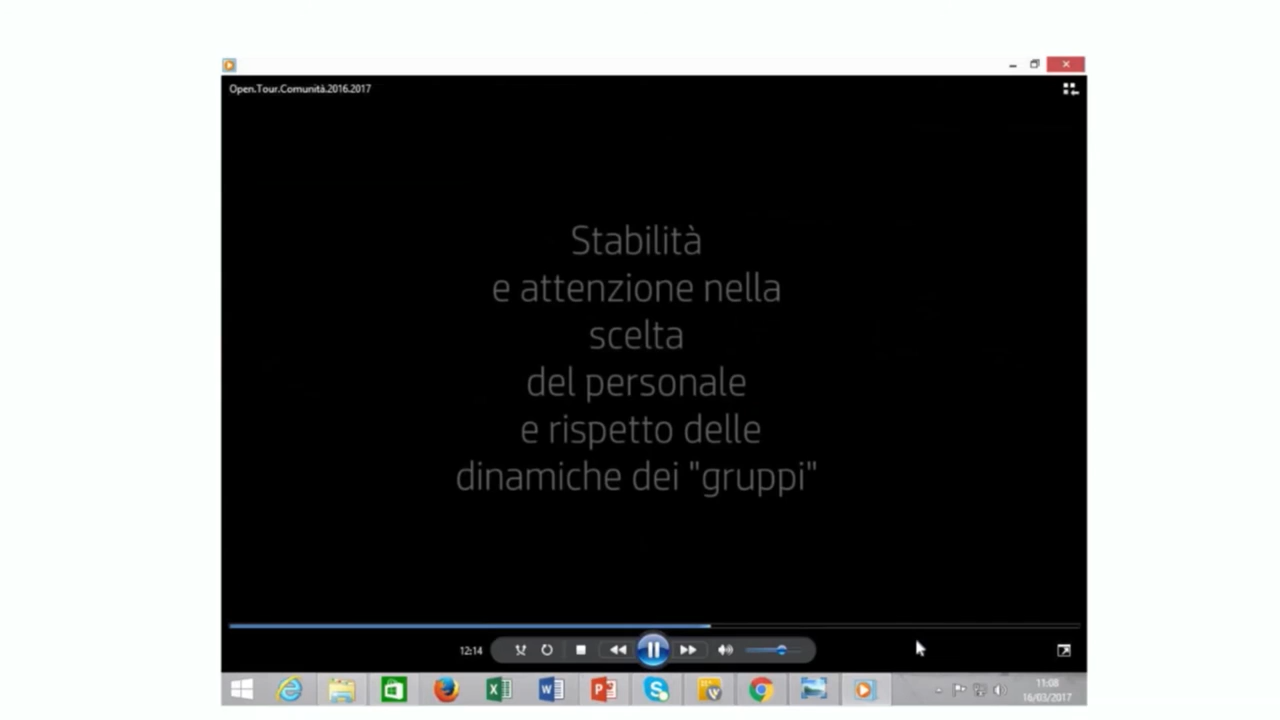 Open.Tour.Comunità.2016.2017
Stabilità
e attenzione nella
scelta
del personale
e rispetto delle
dinamiche dei "gruppi"
12:14
11:08
16/03/2017